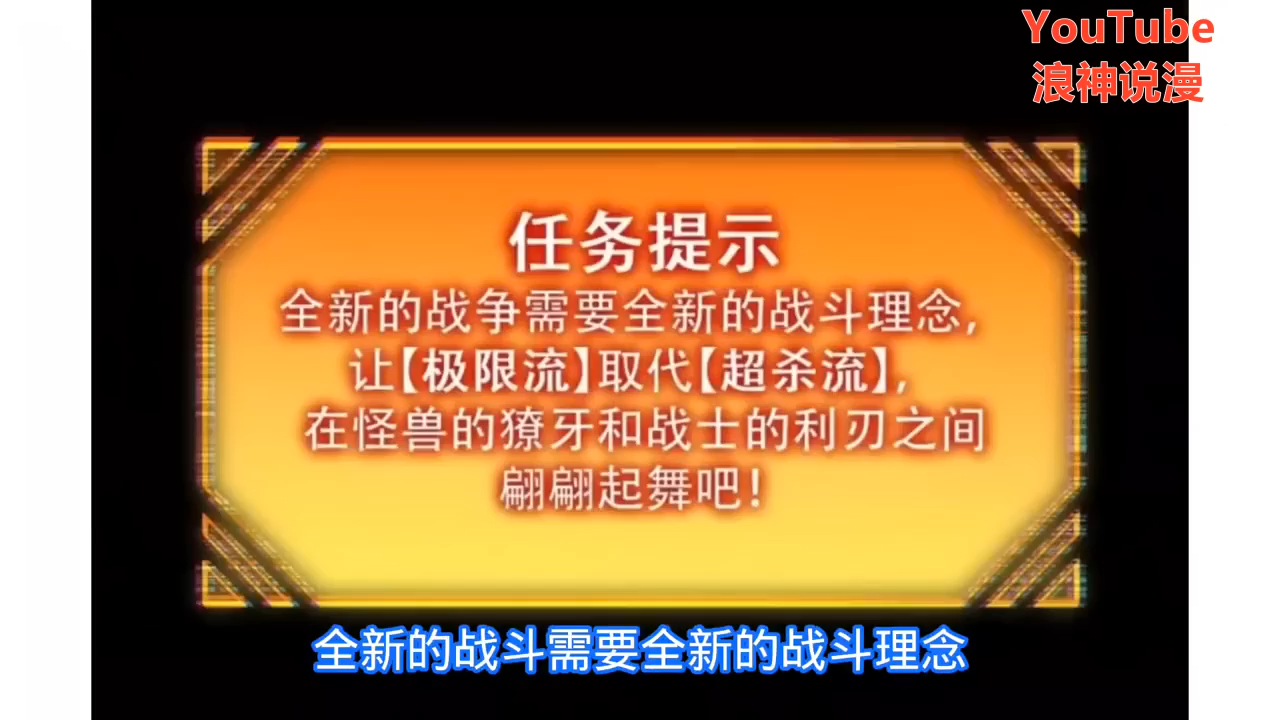 YouTube
浪神说漫
任务提示
全新的战争需要全新的战斗理念,
让【极限流】取代【超杀流】,
在怪兽的獠牙和战士的利刃之间
翩翩起舞吧!
全新的战斗需要全新的战斗理念